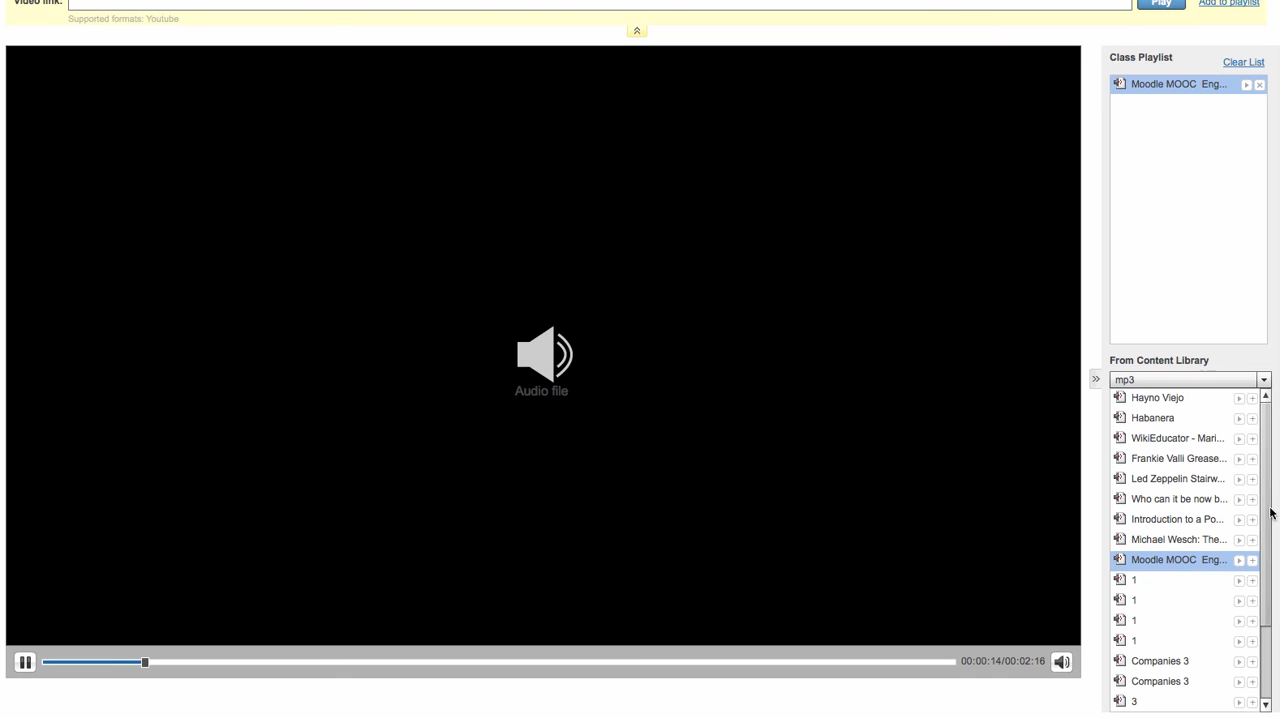 Video link:
Play
Add to playlist
Supported formats: Youtube
Class Playlist
Clear List
Moodle MOOC Eng...
Audio file
00:00:14/00:02:16
From Content Library
mp3
Hayno Viejo
Habanera
WikiEducator - Mari...
Frankie Valli Grease...
Led Zeppelin Stairw...
Who can it be now b...
Introduction to a Po...
Michael Wesch: The...
Moodle MOOC Eng...
1
1
1
1
Companies 3
Companies 3
3